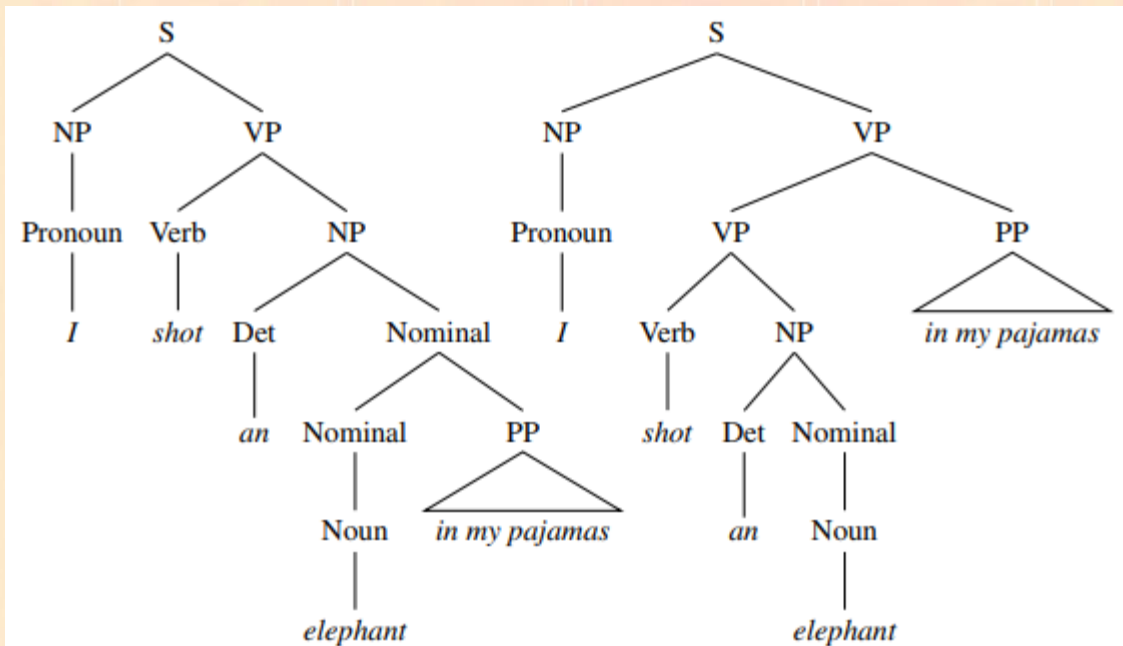 S S
NP VP NP VP
Pronoun Verb NP Pronoun VP PP
I shot Det Nominal I Verb NP in my pajamas
an Nominal PP shot Det Nominal
Noun in my pajamas an Noun
elephant elephant